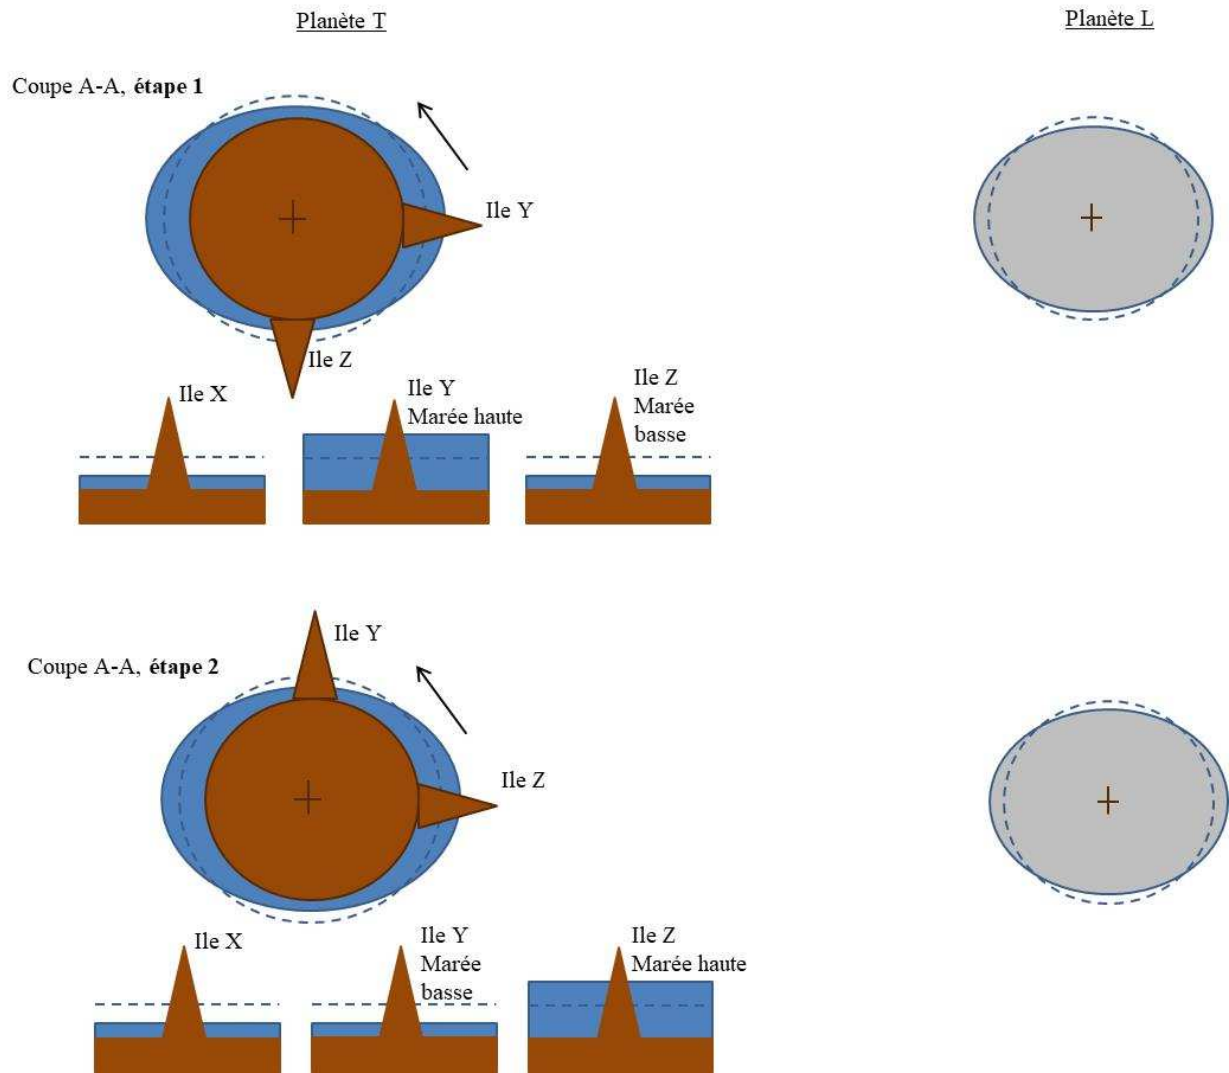 Planète T
Planète L
Coupe A-A, étape 1
Ile Y
Ile Z
Ile X
Ile Y
Marée haute
Ile Z
Marée
basse
Ile Y
Coupe A-A, étape 2
Ile Z
Ile X
Ile Y
Marée
basse
Ile Z
Marée haute